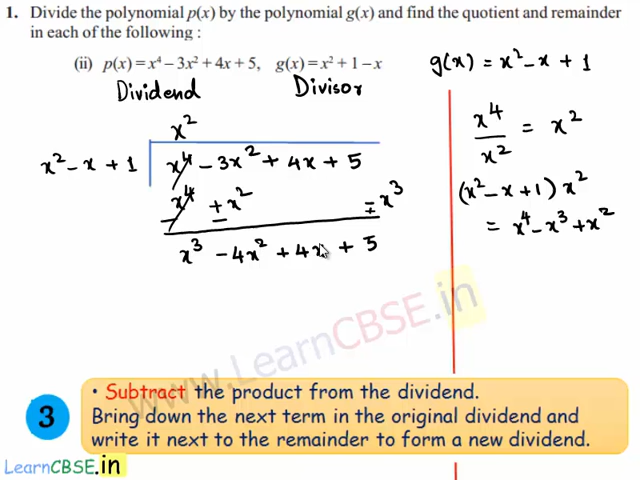 1. Divide the polynomial p(x) by the polynomial g(x) and find the quotient and remainder
in each of the following :
(ii) p(x) = x⁴ – 3x² + 4x + 5, g(x) = x² + 1 – x
g(x) = x² - x + 1
Dividend Divisor
x²
x² - x + 1 x⁴ - 3x² + 4x + 5
x⁴ + x² - x³
- - +
x³ - 4x² + 4x + 5
x⁴/x² = x²
(x² - x + 1) x²
= x⁴ - x³ + x²
www.LearnCBSE.in
3
• Subtract the product from the dividend.
Bring down the next term in the original dividend and
write it next to the remainder to form a new dividend.
LearnCBSE.in